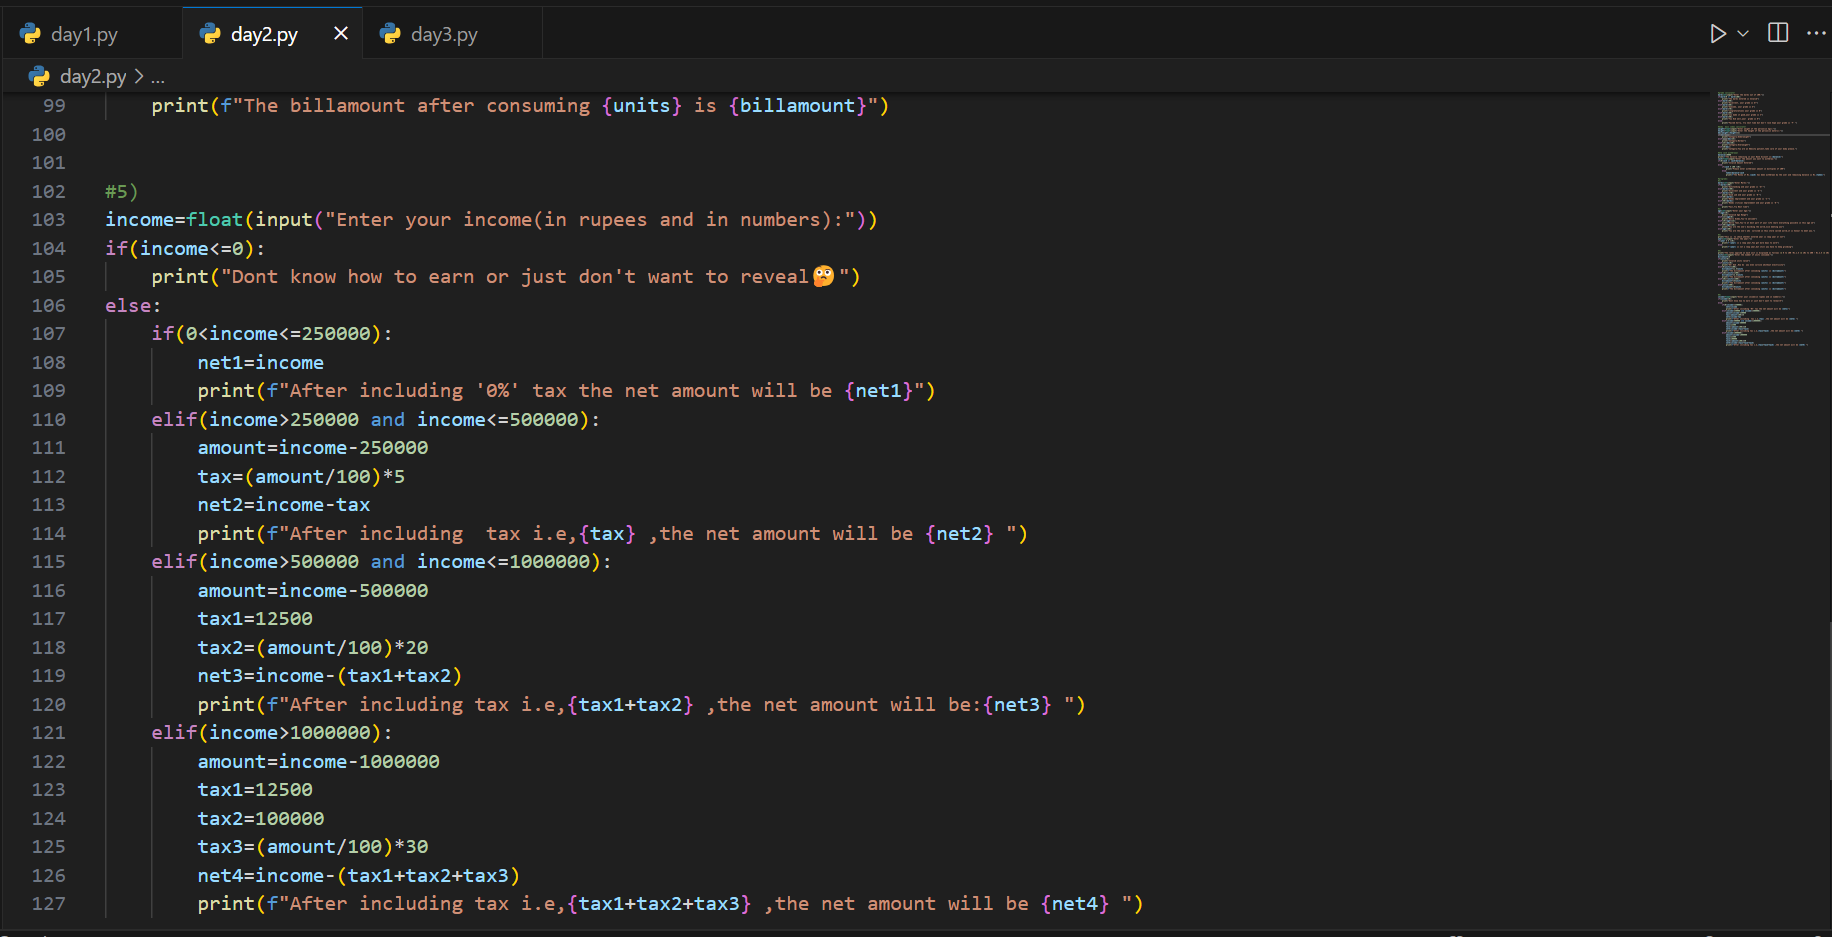 day1.py day2.py × day3.py
day2.py > ...
99 print(f"The billamount after consuming {units} is {billamount}")
100
101
102 #5)
103 income=float(input("Enter your income(in rupees and in numbers):"))
104 if(income<=0):
105 print("Dont know how to earn or just don't want to reveal🤔")
106 else:
107 if(0<income<=250000):
108 net1=income
109 print(f"After including '0%' tax the net amount will be {net1}")
110 elif(income>250000 and income<=500000):
111 amount=income-250000
112 tax=(amount/100)*5
113 net2=income-tax
114 print(f"After including  tax i.e,{tax} ,the net amount will be {net2} ")
115 elif(income>500000 and income<=1000000):
116 amount=income-500000
117 tax1=12500
118 tax2=(amount/100)*20
119 net3=income-(tax1+tax2)
120 print(f"After including tax i.e,{tax1+tax2} ,the net amount will be:{net3} ")
121 elif(income>1000000):
122 amount=income-1000000
123 tax1=12500
124 tax2=100000
125 tax3=(amount/100)*30
126 net4=income-(tax1+tax2+tax3)
127 print(f"After including tax i.e,{tax1+tax2+tax3} ,the net amount will be {net4} ")